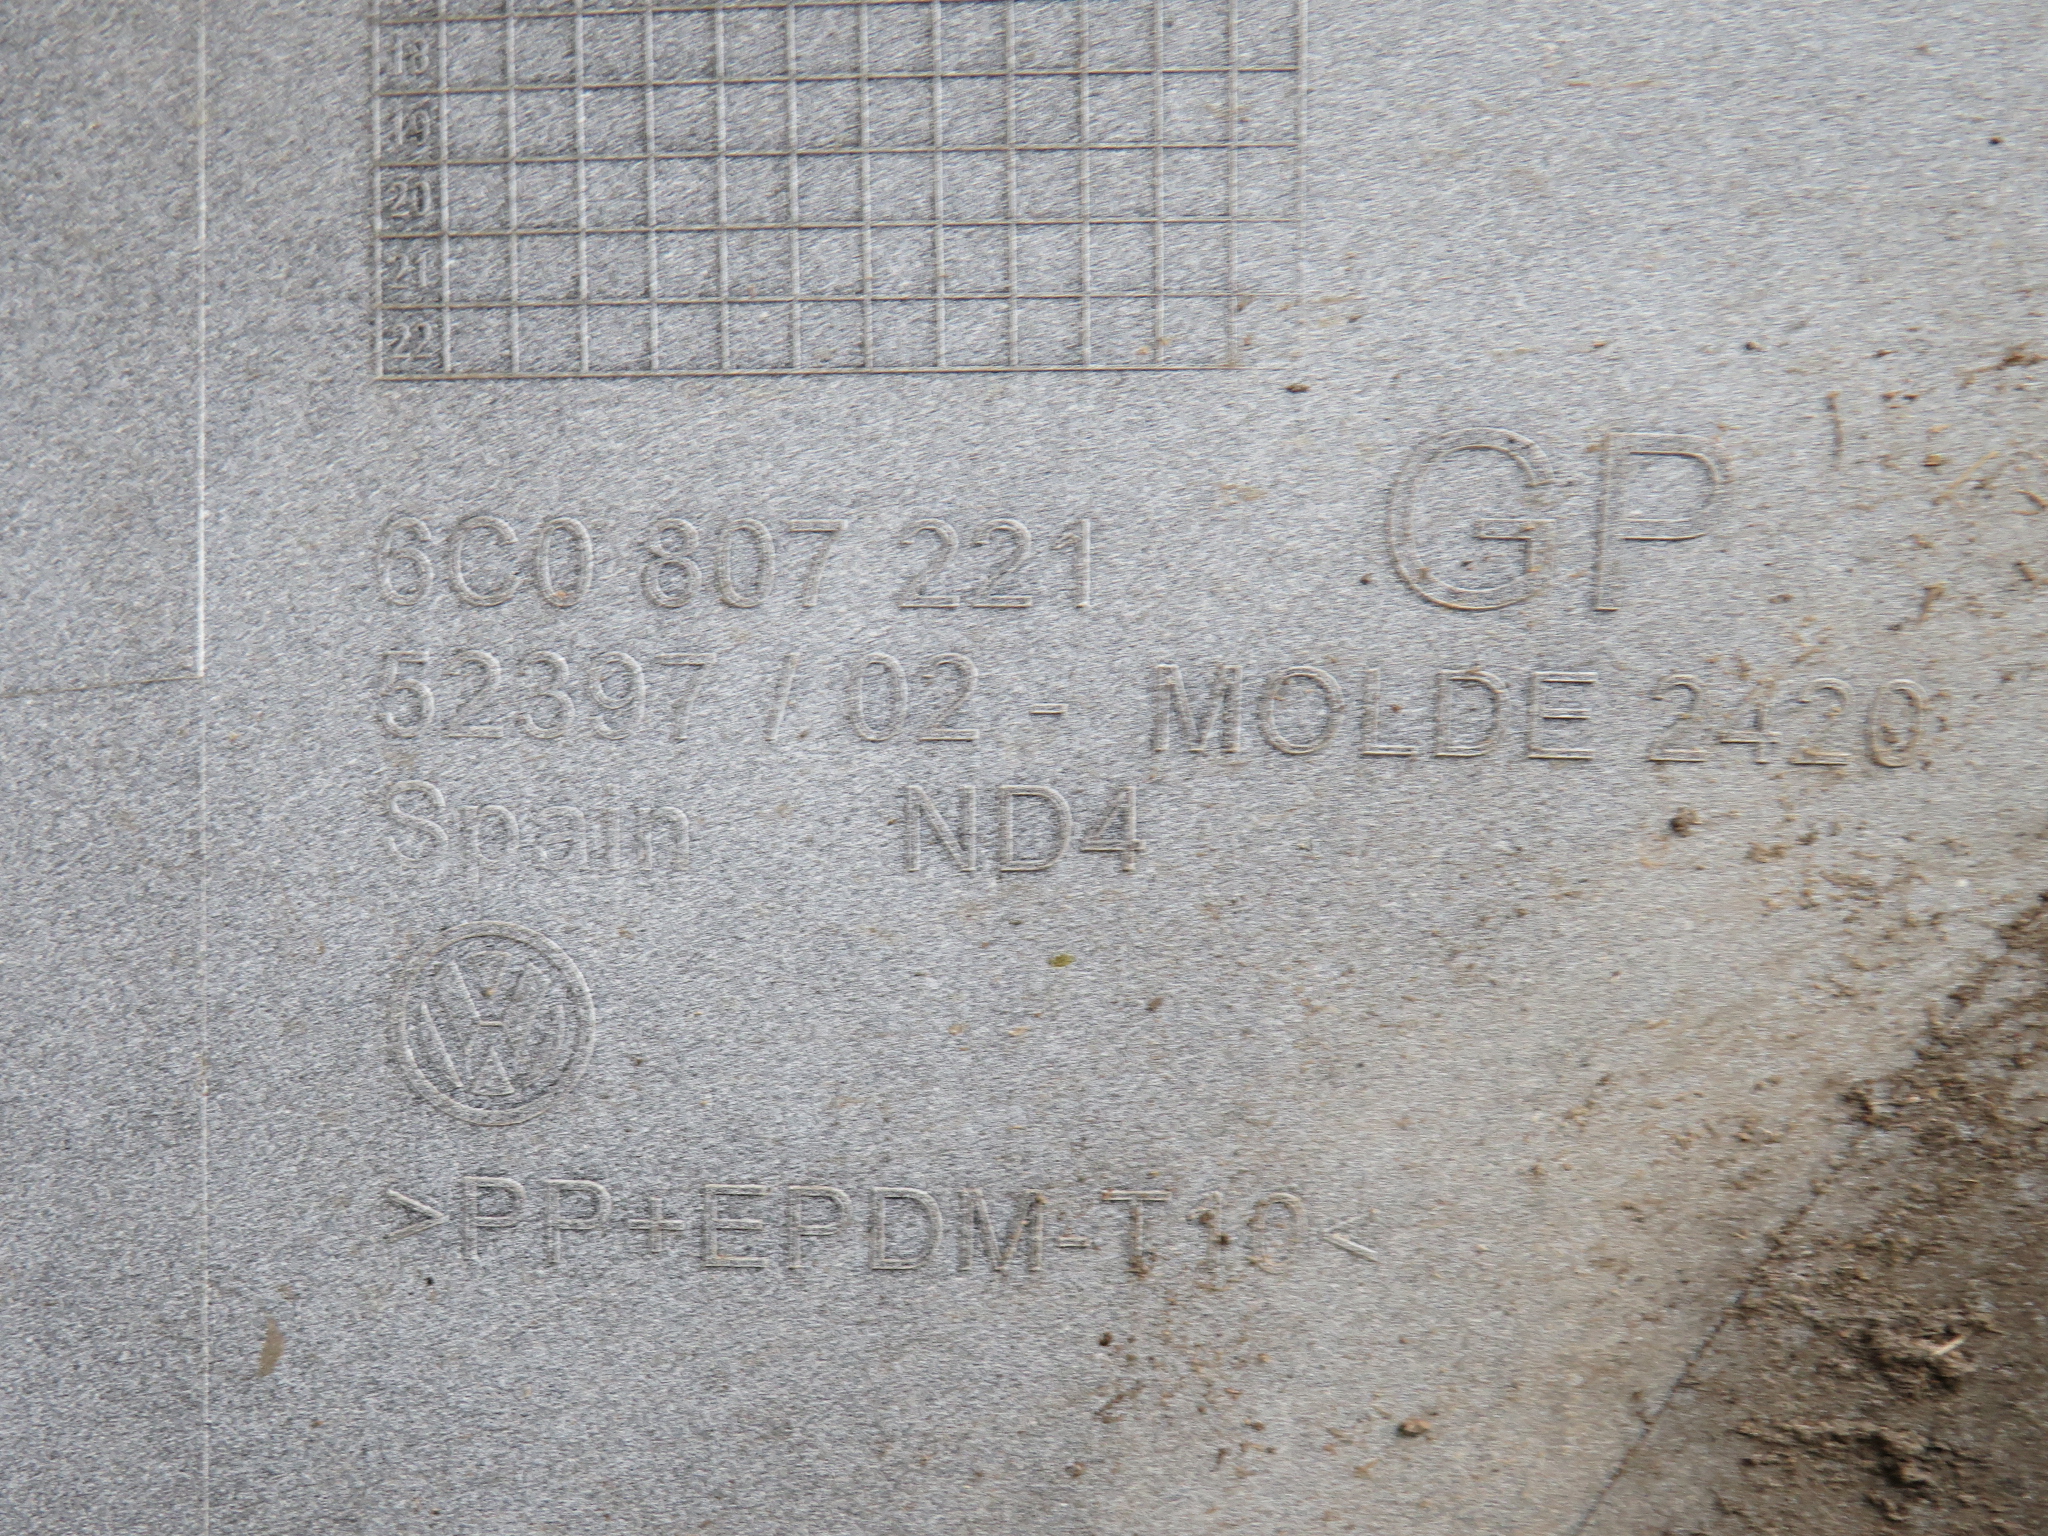 18
19
20
21
22
6C0 807 221 GP
52397 / 02 - MOLDE 2420
Spain ND4
>PP+EPDM-T10<